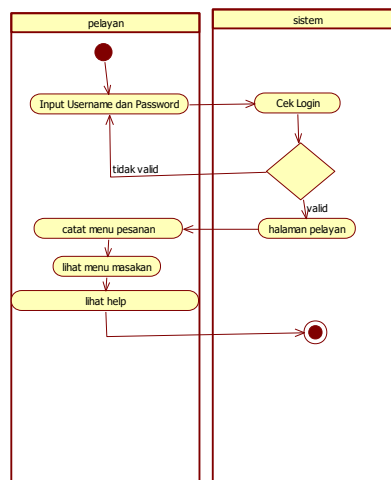 pelayan
sistem
Input Username dan Password
Cek Login
tidak valid
valid
catat menu pesanan
halaman pelayan
lihat menu masakan
lihat help